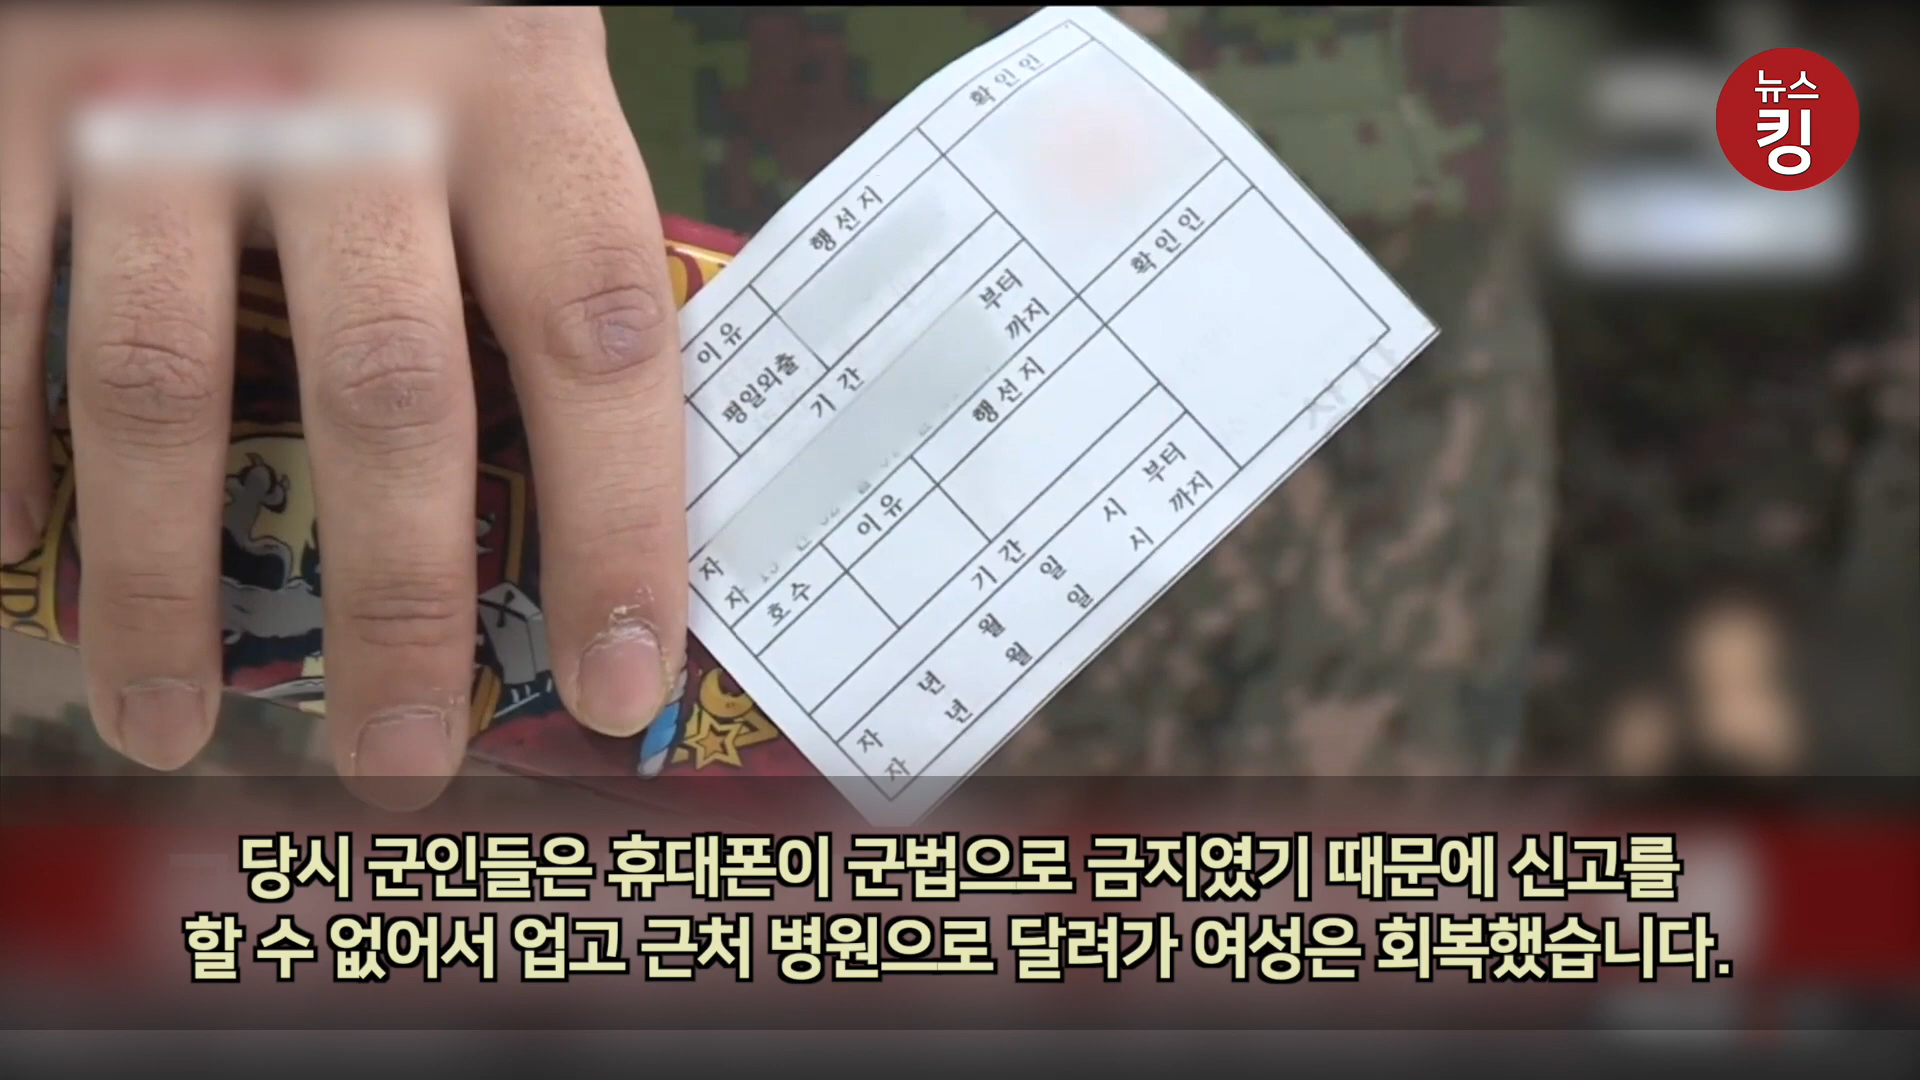 뉴스
킹
확인인
행선지
이유
평일외출
기간
부터
까지
자
자
확인인
행선지
이유
호수
기간
자 년 월 일 시 부터
자 년 월 일 시 까지
당시 군인들은 휴대폰이 군법으로 금지였기 때문에 신고를
할 수 없어서 업고 근처 병원으로 달려가 여성은 회복했습니다.